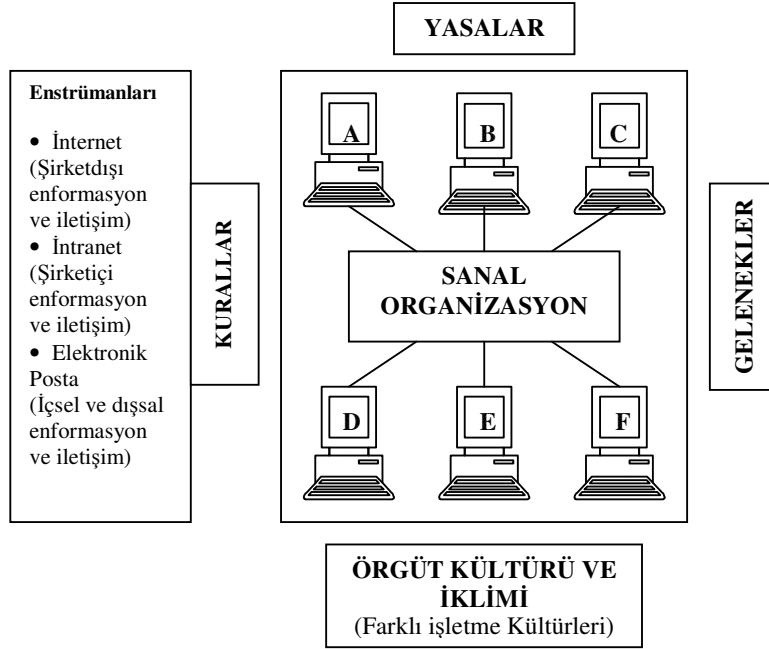 YASALAR
Enstrümanları
• İnternet
(Şirketdışı
enformasyon
ve iletişim)
• İntranet
(Şirketiçi
enformasyon
ve iletişim)
• Elektronik
Posta
(İçsel ve dışsal
enformasyon
ve iletişim)
KURALLAR
A
B
C
SANAL
ORGANİZASYON
D
E
F
GELENEKLER
ÖRGÜT KÜLTÜRÜ VE
İKLİMİ
(Farklı işletme Kültürleri)